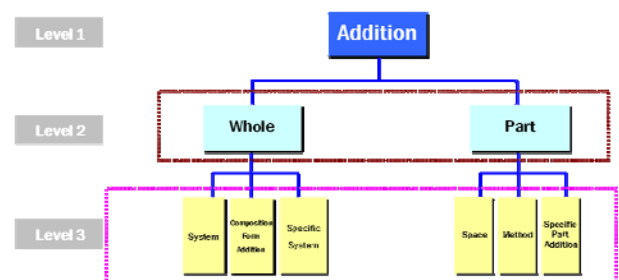 Level 1
Addition
Level 2
Whole
Part
Level 3
System
Composition
Form
Addition
Specific
System
Space
Method
Specific
Part
Addition